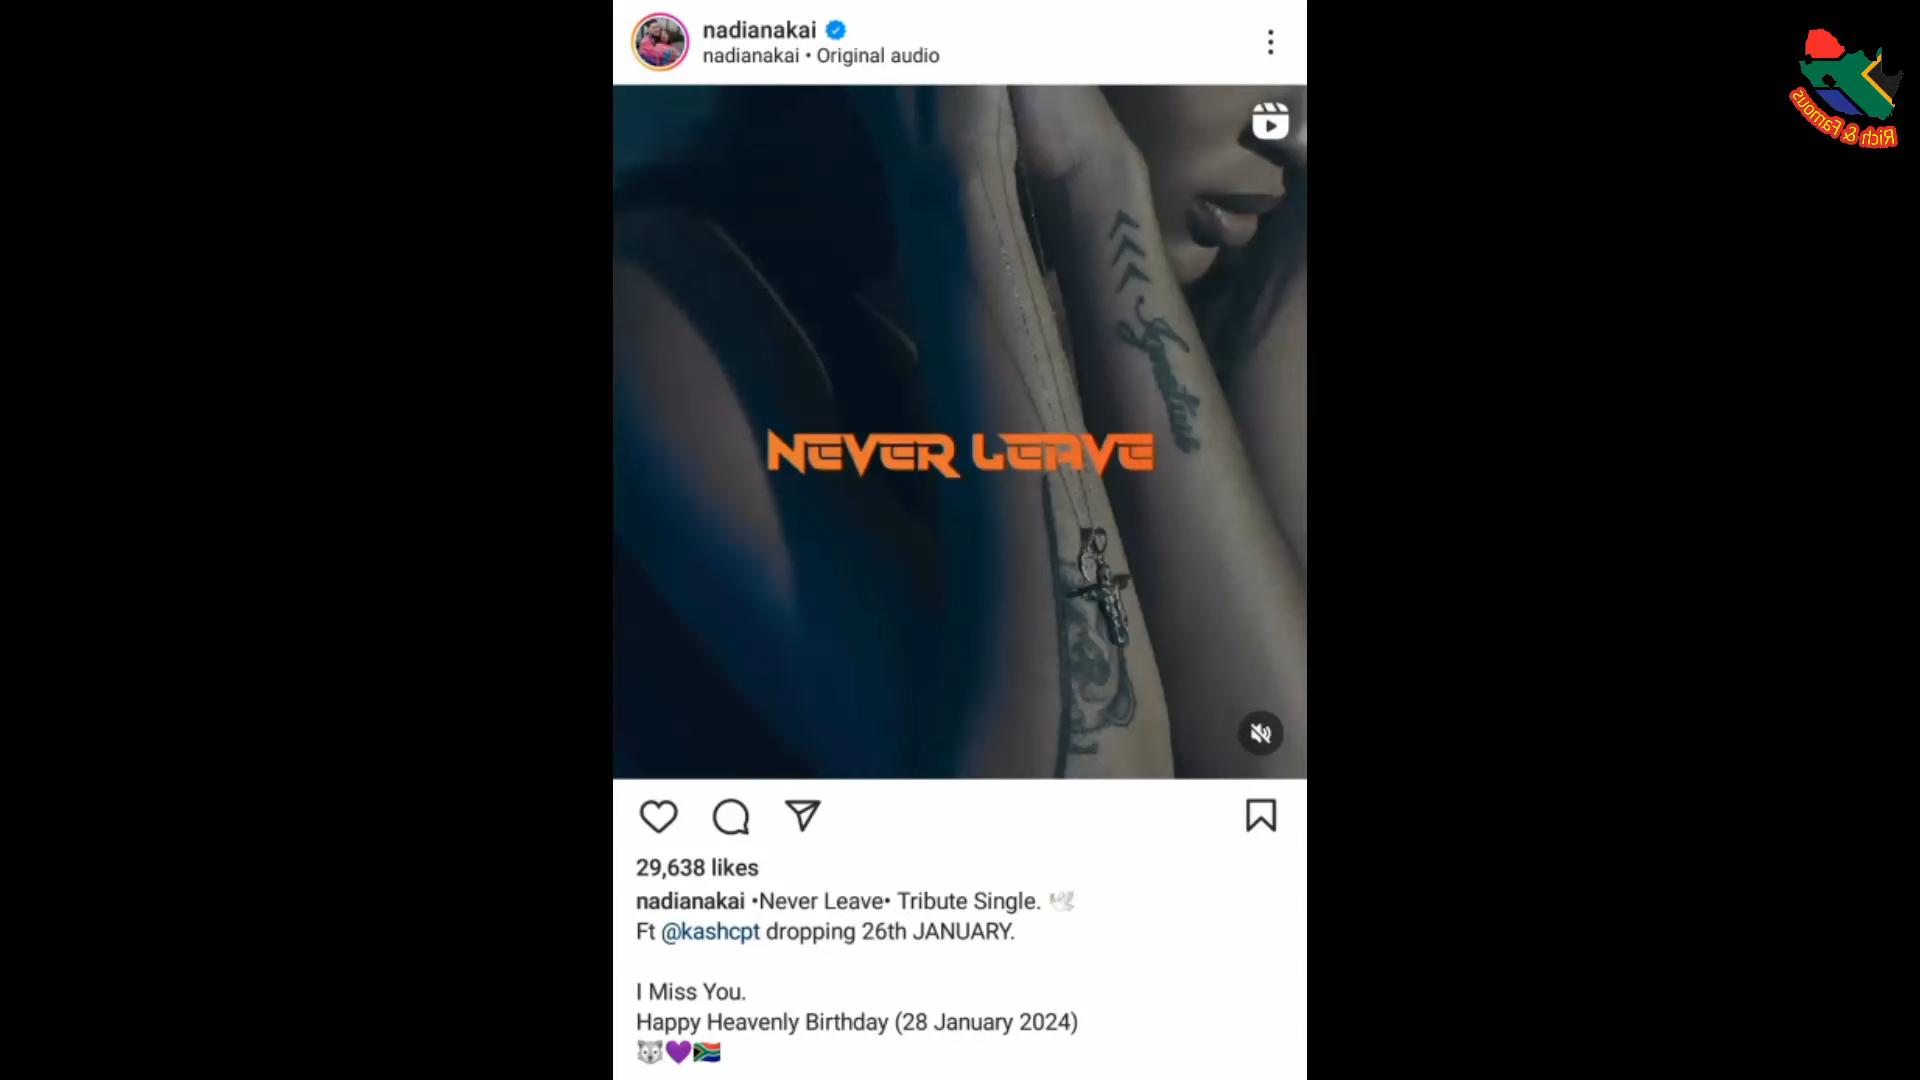 nadianakai
nadianakai • Original audio
Rich & Famous
NEVER LEAVE
29,638 likes
nadianakai •Never Leave• Tribute Single. 🕊️
Ft @kashcpt dropping 26th JANUARY.
I Miss You.
Happy Heavenly Birthday (28 January 2024)
🐺💜🇿🇦